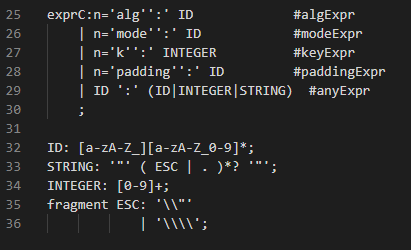 25 exprC:n='alg'':' ID #algExpr
26 | n='mode'':' ID #modeExpr
27 | n='k'':' INTEGER #keyExpr
28 | n='padding'':' ID #paddingExpr
29 | ID ':' (ID|INTEGER|STRING) #anyExpr
30 ;
31
32 ID: [a-zA-Z_][a-zA-Z_0-9]*;
33 STRING: '"' ( ESC | . )*? '"';
34 INTEGER: [0-9]+;
35 fragment ESC: '\\"'
36 | '\\\\';